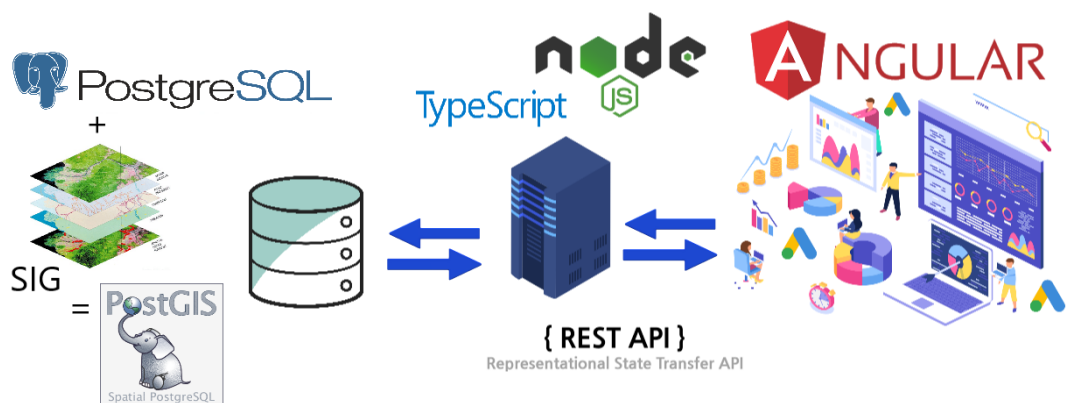 PostgreSQL
+
SIG
=
PostGIS
Spatial PostgreSQL
TypeScript
node
JS
{ REST API }
Representational State Transfer API
ANGULAR